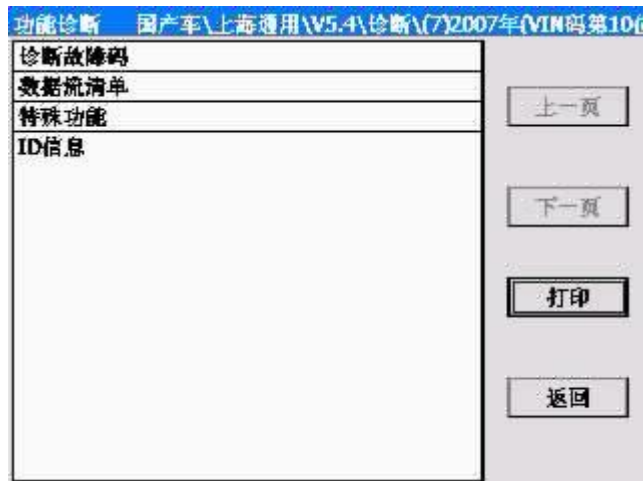 功能诊断 国产车\上海通用\V5.4\诊断\(7)2007年(VIN码第10位
诊断故障码
数据流清单
特殊功能
ID信息
上一页
下一页
打印
返回